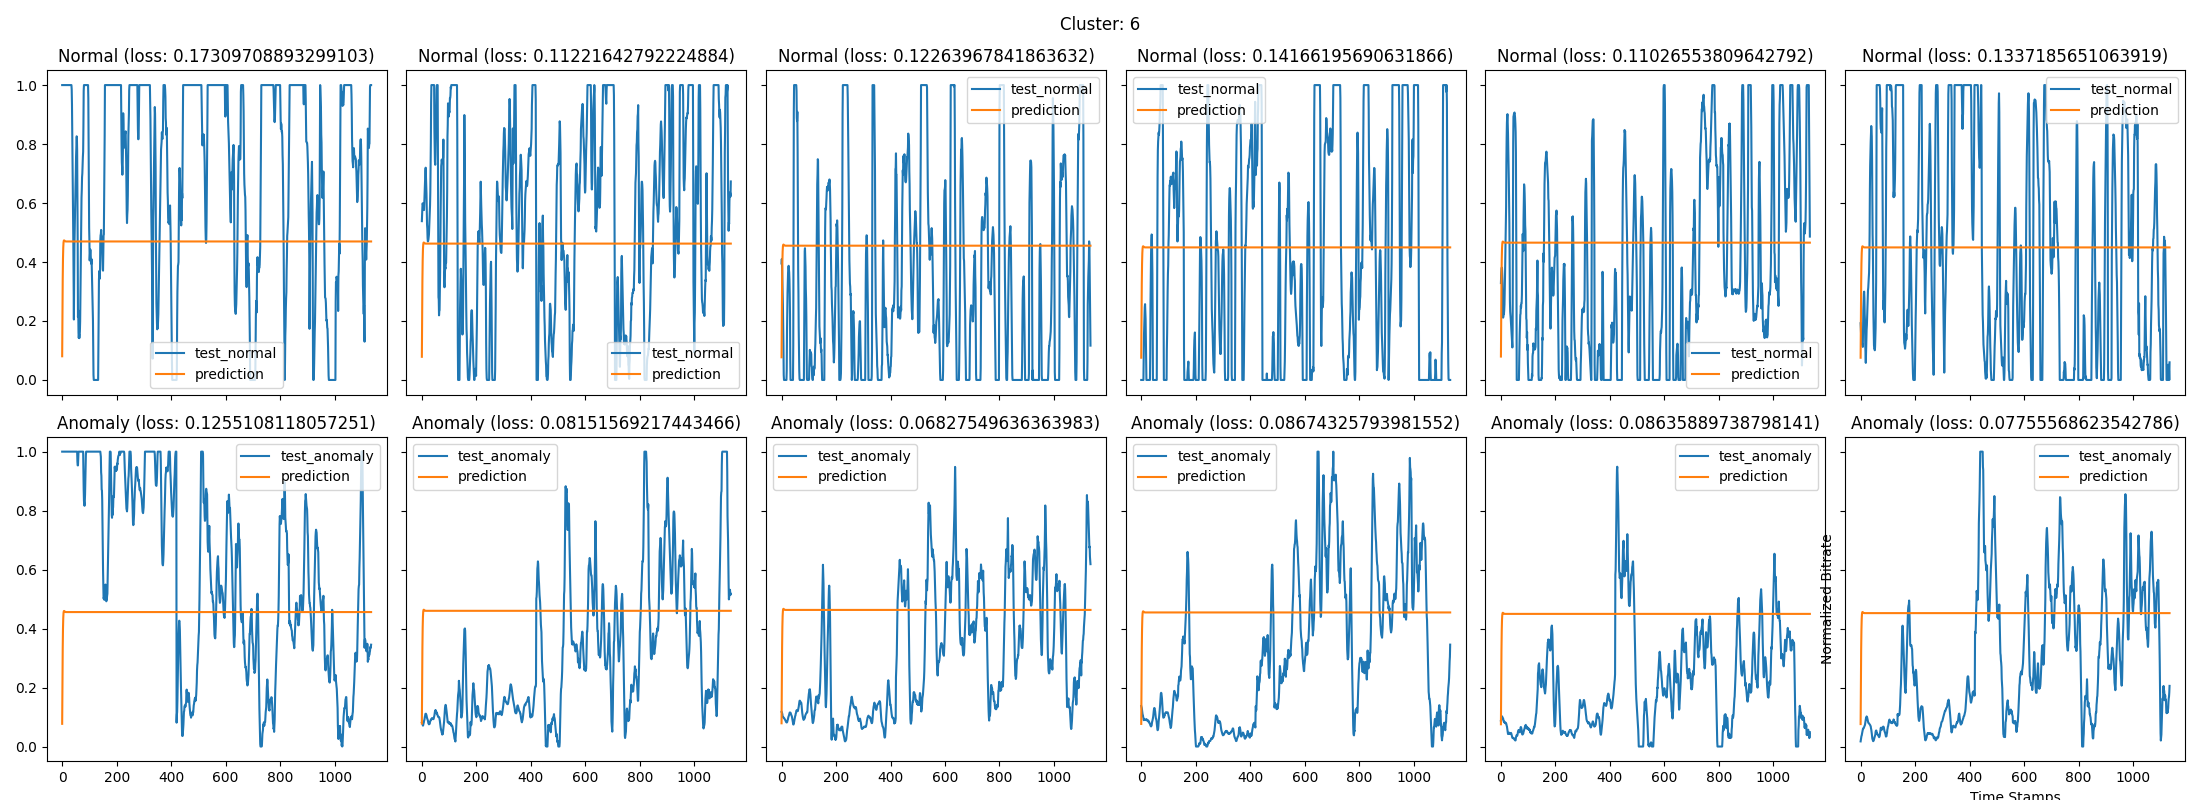 Cluster: 6
Normal (loss: 0.17309708893299103)
Normal (loss: 0.11221642792224884)
Normal (loss: 0.12263967841863632)
Normal (loss: 0.14166195690631866)
Normal (loss: 0.11026553809642792)
Normal (loss: 0.1337185651063919)
1.0
0.8
0.6
0.4
0.2
0.0
test_normal
prediction
test_normal
prediction
test_normal
prediction
test_normal
prediction
test_normal
prediction
test_normal
prediction
Anomaly (loss: 0.1255108118057251)
Anomaly (loss: 0.08151569217443466)
Anomaly (loss: 0.06827549636363983)
Anomaly (loss: 0.08674325793981552)
Anomaly (loss: 0.08635889738798141)
Anomaly (loss: 0.07755568623542786)
1.0
0.8
0.6
0.4
0.2
0.0
test_anomaly
prediction
test_anomaly
prediction
test_anomaly
prediction
test_anomaly
prediction
test_anomaly
prediction
test_anomaly
prediction
Normalized Bitrate
0 200 400 600 800 1000
0 200 400 600 800 1000
0 200 400 600 800 1000
0 200 400 600 800 1000
0 200 400 600 800 1000
0 200 400 600 800 1000
Time Stamps